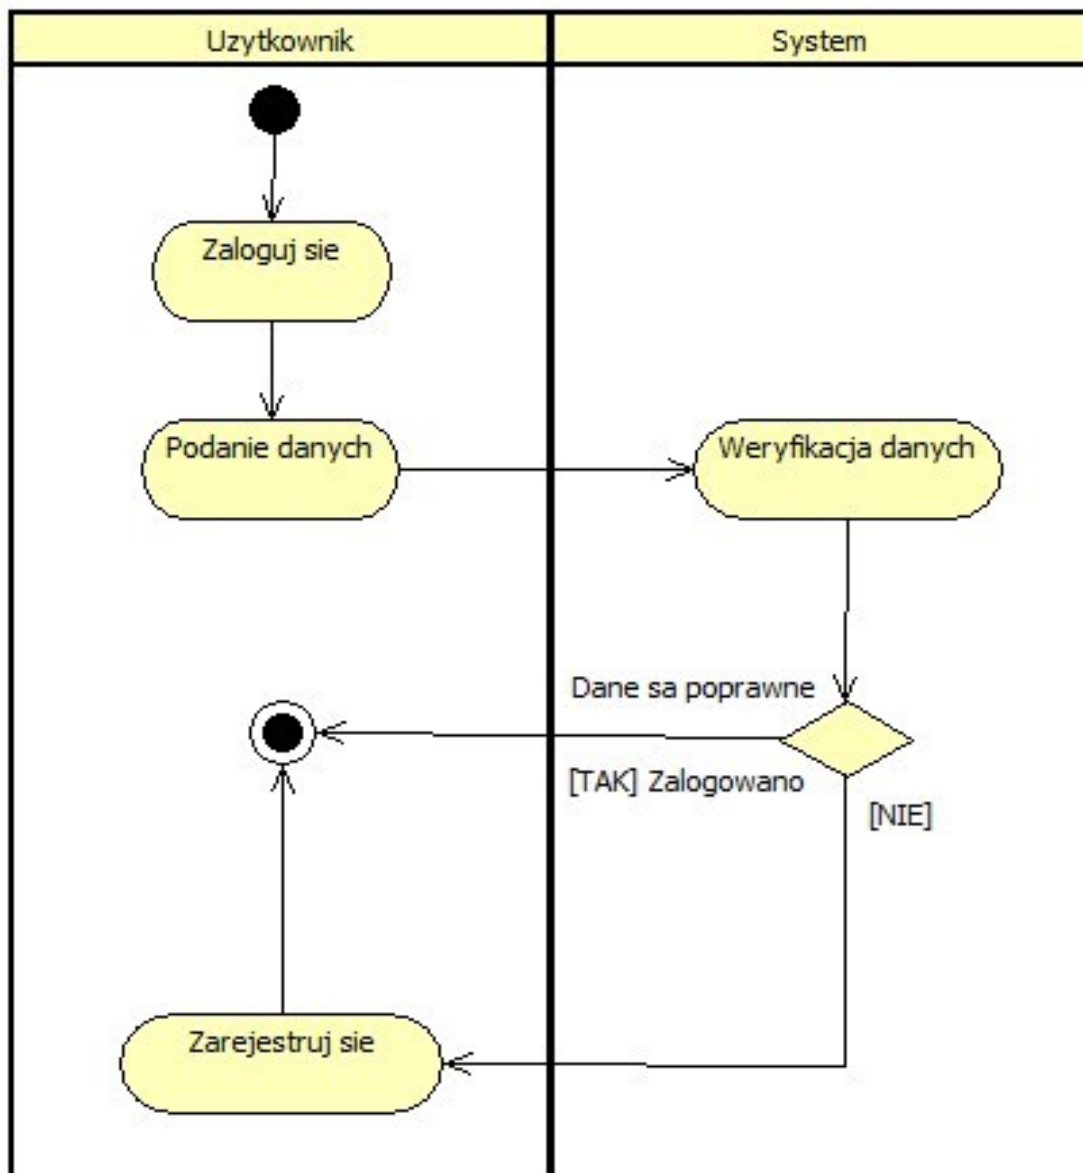 Uzytkownik
System
Zaloguj sie
Podanie danych
Weryfikacja danych
Dane sa poprawne
[TAK] Zalogowano
[NIE]
Zarejestruj sie